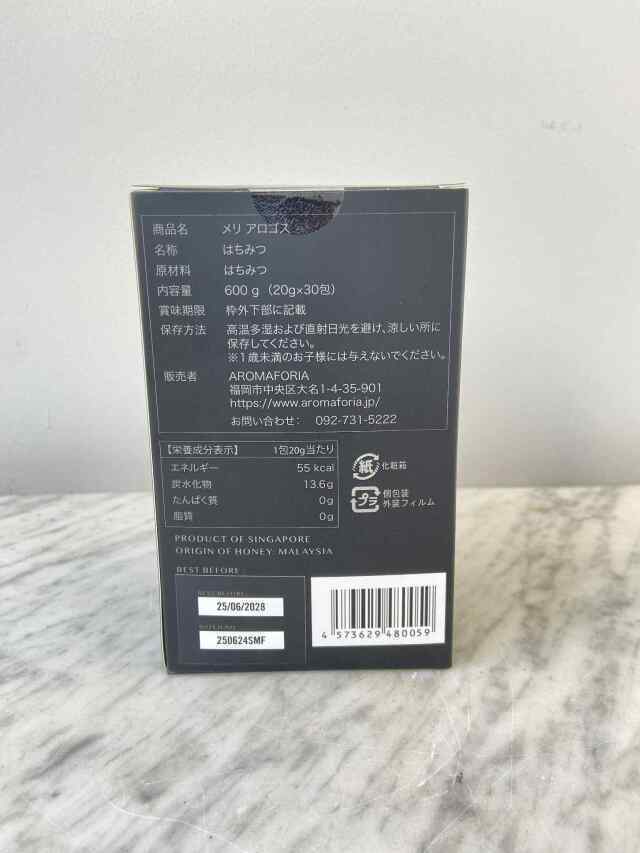 商品名 メリ アロゴス
名称 はちみつ
原材料 はちみつ
内容量 600 g（20g×30包）
賞味期限 枠外下部に記載
保存方法 高温多湿および直射日光を避け、涼しい所に
保存してください。
※1歳未満のお子様には与えないでください。
販売者 AROMAFORIA
福岡市中央区大名1-4-35-901
https://www.aromaforia.jp/
お問い合わせ： 092-731-5222
【栄養成分表示】 1包20g当たり
エネルギー 55 kcal
炭水化物 13.6g
たんぱく質 0g
脂質 0g
紙 化粧箱
プラ 個包装
外装フィルム
PRODUCT OF SINGAPORE
ORIGIN OF HONEY: MALAYSIA
BEST BEFORE :
BEST BEFORE:
25/06/2028
250624SMF
4 573629 480059